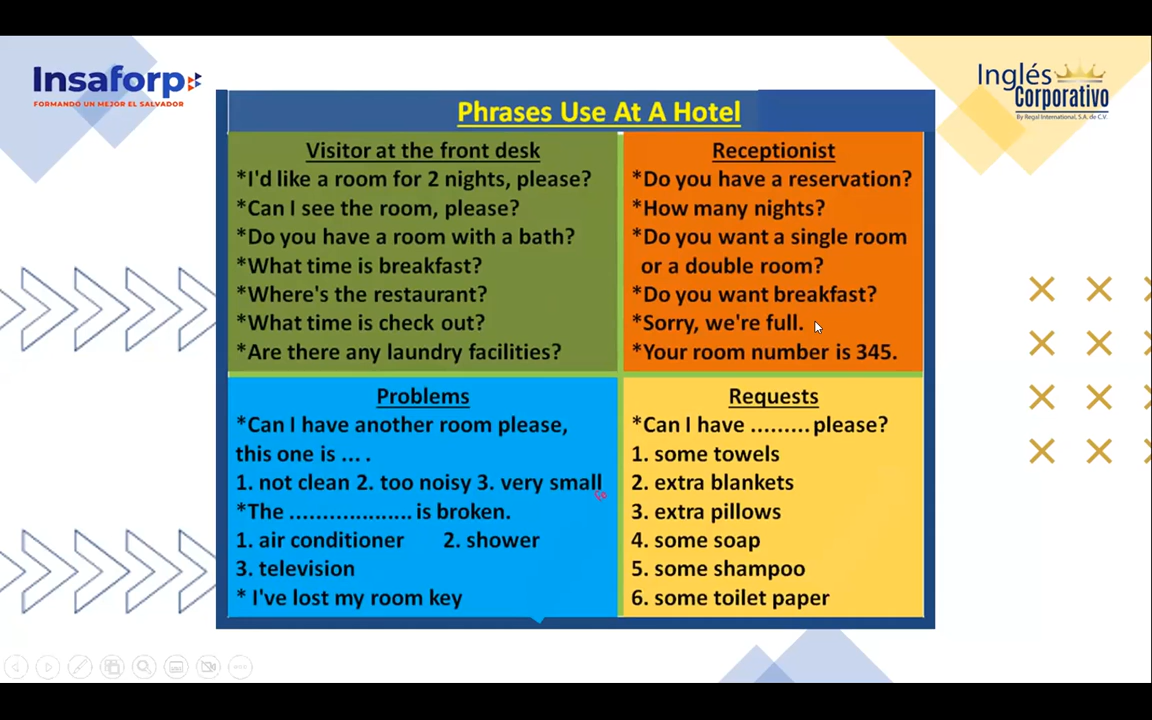 Insaforp
FORMANDO UN MEJOR EL SALVADOR
Inglés
Corporativo
By Regal International, S.A. de C.V.
Phrases Use At A Hotel
Visitor at the front desk
*I'd like a room for 2 nights, please?
*Can I see the room, please?
*Do you have a room with a bath?
*What time is breakfast?
*Where's the restaurant?
*What time is check out?
*Are there any laundry facilities?
Receptionist
*Do you have a reservation?
*How many nights?
*Do you want a single room
or a double room?
*Do you want breakfast?
*Sorry, we're full.
*Your room number is 345.
Problems
*Can I have another room please,
this one is ... .
1. not clean 2. too noisy 3. very small
*The ................... is broken.
1. air conditioner 2. shower
3. television
* I've lost my room key
Requests
*Can I have ......... please?
1. some towels
2. extra blankets
3. extra pillows
4. some soap
5. some shampoo
6. some toilet paper